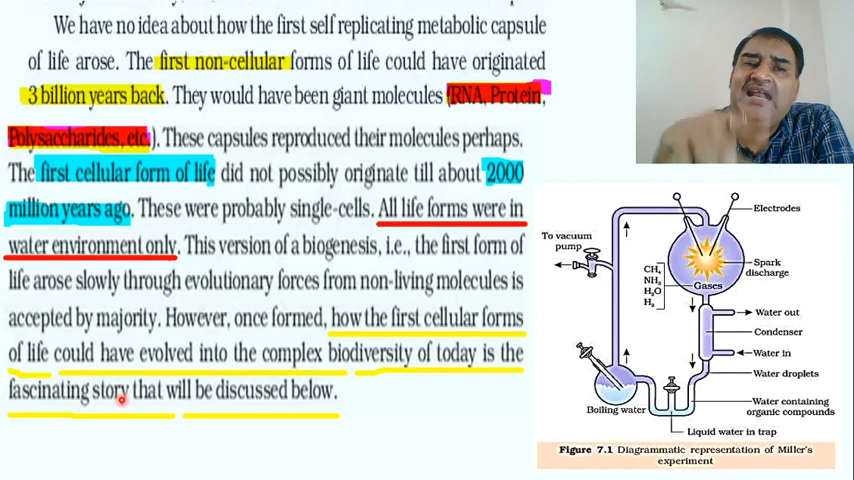 We have no idea about how the first self replicating metabolic capsule
of life arose. The first non-cellular forms of life could have originated
3 billion years back. They would have been giant molecules (RNA, Protein,
Polysaccharides, etc.). These capsules reproduced their molecules perhaps.
The first cellular form of life did not possibly originate till about 2000
million years ago. These were probably single-cells. All life forms were in
water environment only. This version of a biogenesis, i.e., the first form of
life arose slowly through evolutionary forces from non-living molecules is
accepted by majority. However, once formed, how the first cellular forms
of life could have evolved into the complex biodiversity of today is the
fascinating story that will be discussed below.
Electrodes
To vacuum
pump
Spark
discharge
CH4
NH3
H2O
H2
Gases
Water out
Condenser
Water in
Water droplets
Boiling water
Water containing
organic compounds
Liquid water in trap
Figure 7.1 Diagrammatic representation of Miller's
experiment